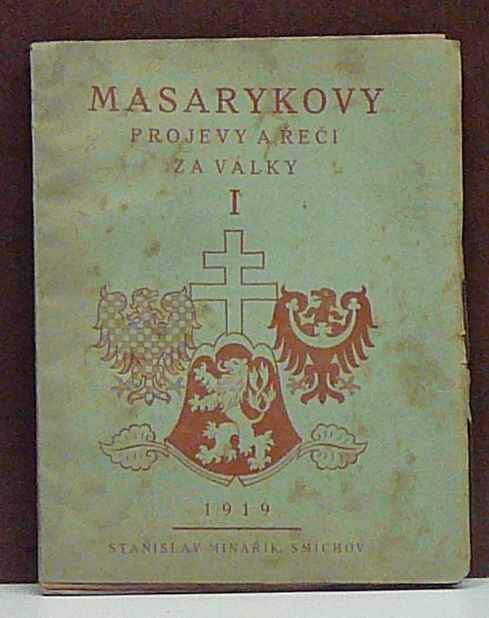 MASARYKOVY
PROJEVY A ŘEČI
ZA VÁLKY
I
1919
STANISLAV MINAŘÍK, SMÍCHOV